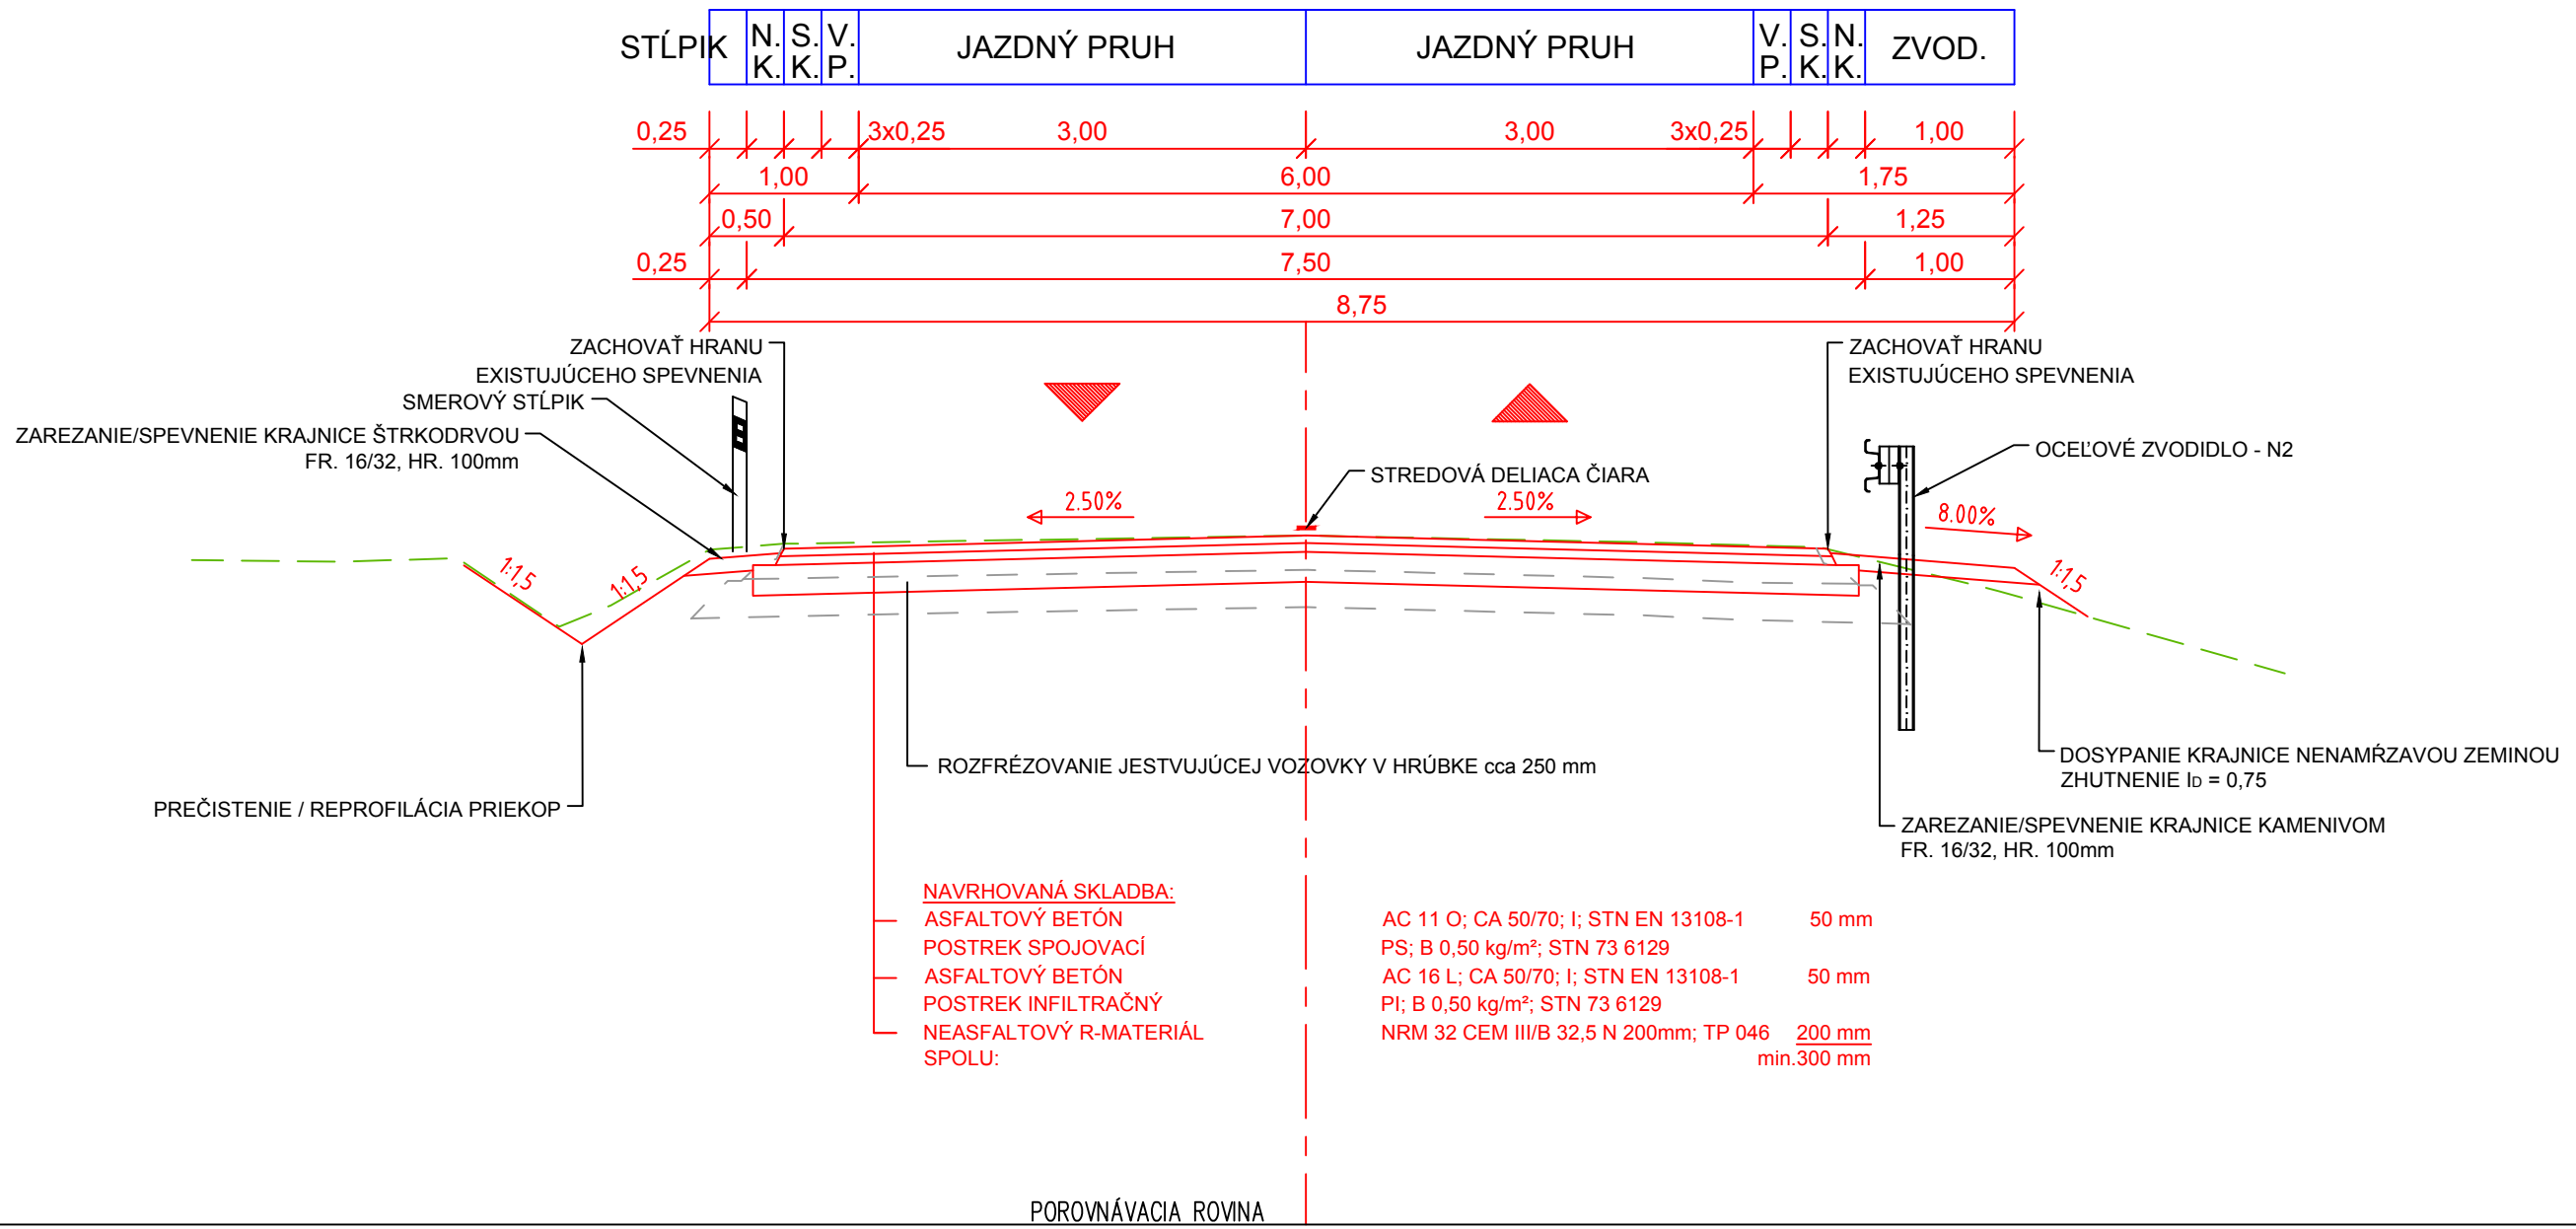 STĹPIK N. K. S. K. V. P. JAZDNÝ PRUH JAZDNÝ PRUH V. P. S. K. N. K. ZVOD.
0,25 3x0,25 3,00 3,00 3x0,25 1,00
1,00 6,00 1,75
0,50 7,00 1,25
0,25 7,50 1,00
8,75
ZACHOVAŤ HRANU
EXISTUJÚCEHO SPEVNENIA
SMEROVÝ STĹPIK
ZAREZANIE/SPEVNENIE KRAJNICE ŠTRKODRVOU
FR. 16/32, HR. 100mm
ZACHOVAŤ HRANU
EXISTUJÚCEHO SPEVNENIA
OCEĽOVÉ ZVODIDLO - N2
STREDOVÁ DELIACA ČIARA
2.50% 2.50% 8.00%
1:1,5 1:1,5 1:1,5
ROZFRÉZOVANIE JESTVUJÚCEJ VOZOVKY V HRÚBKE cca 250 mm
DOSYPANIE KRAJNICE NENAMŔZAVOU ZEMINOU
ZHUTNENIE ID = 0,75
PREČISTENIE / REPROFILÁCIA PRIEKOP
ZAREZANIE/SPEVNENIE KRAJNICE KAMENIVOM
FR. 16/32, HR. 100mm
NAVRHOVANÁ SKLADBA:
ASFALTOVÝ BETÓN AC 11 O; CA 50/70; I; STN EN 13108-1 50 mm
POSTREK SPOJOVACÍ PS; B 0,50 kg/m²; STN 73 6129
ASFALTOVÝ BETÓN AC 16 L; CA 50/70; I; STN EN 13108-1 50 mm
POSTREK INFILTRAČNÝ PI; B 0,50 kg/m²; STN 73 6129
NEASFALTOVÝ R-MATERIÁL NRM 32 CEM III/B 32,5 N 200mm; TP 046 200 mm
SPOLU: min.300 mm
POROVNÁVACIA ROVINA